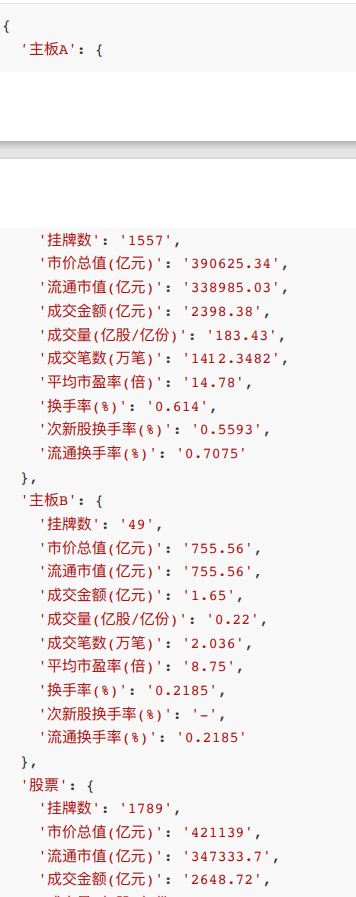 {
'主板A': {
'挂牌数': '1557',
'市价总值(亿元)': '390625.34',
'流通市值(亿元)': '338985.03',
'成交金额(亿元)': '2398.38',
'成交量(亿股/亿份)': '183.43',
'成交笔数(万笔)': '1412.3482',
'平均市盈率(倍)': '14.78',
'换手率(%)': '0.614',
'次新股换手率(%)': '0.5593',
'流通换手率(%)': '0.7075'
},
'主板B': {
'挂牌数': '49',
'市价总值(亿元)': '755.56',
'流通市值(亿元)': '755.56',
'成交金额(亿元)': '1.65',
'成交量(亿股/亿份)': '0.22',
'成交笔数(万笔)': '2.036',
'平均市盈率(倍)': '8.75',
'换手率(%)': '0.2185',
'次新股换手率(%)': '-',
'流通换手率(%)': '0.2185'
},
'股票': {
'挂牌数': '1789',
'市价总值(亿元)': '421139',
'流通市值(亿元)': '347333.7',
'成交金额(亿元)': '2648.72',